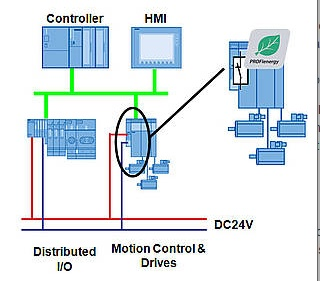 Controller
HMI
PROFIenergy
DC24V
Distributed
I/O
Motion Control &
Drives